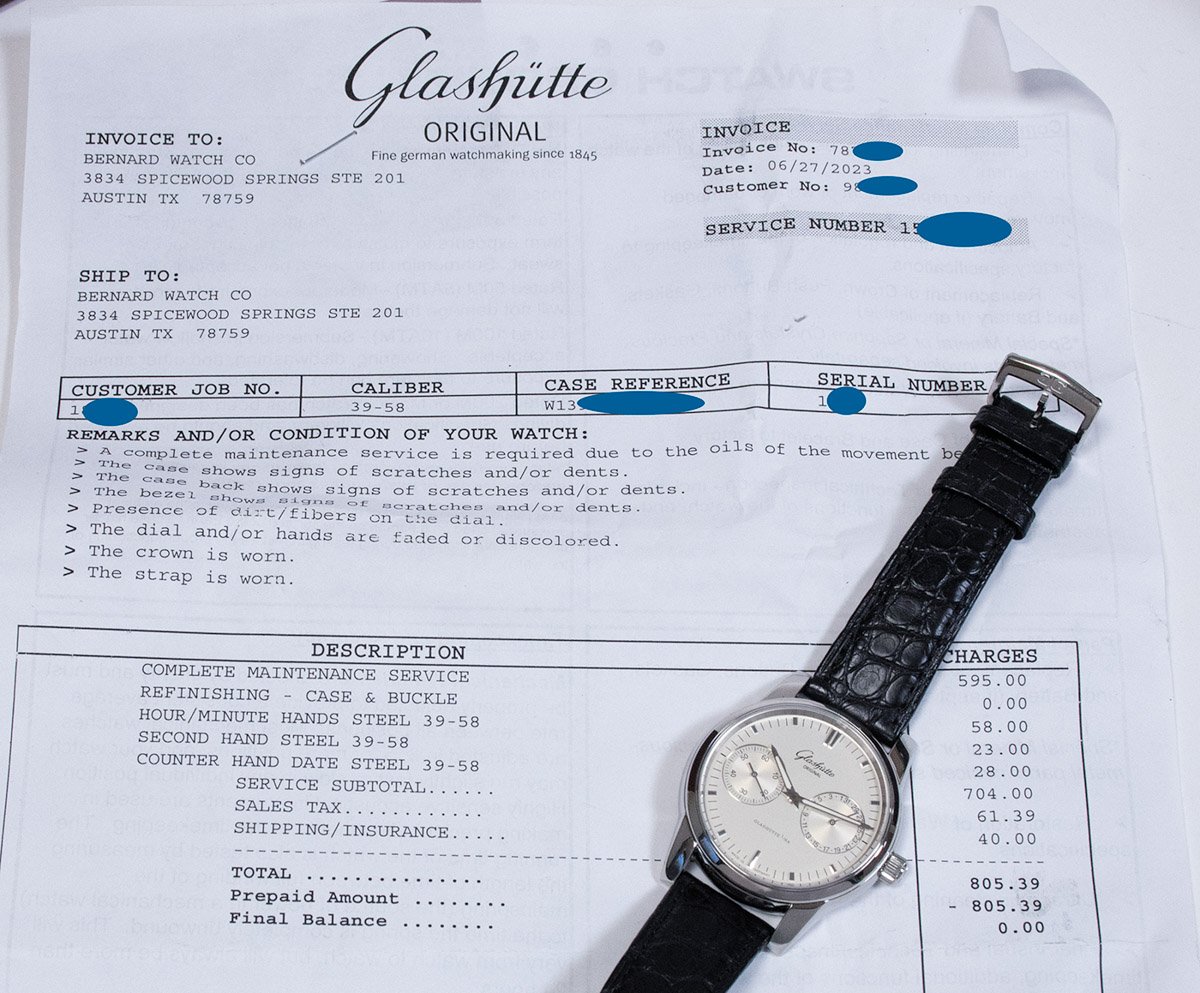 Glashütte
ORIGINAL
Fine german watchmaking since 1845
INVOICE TO:
BERNARD WATCH CO
3834 SPICEWOOD SPRINGS STE 201
AUSTIN TX 78759
INVOICE
Invoice No: 78
Date: 06/27/2023
Customer No: 98
SERVICE NUMBER 15
SHIP TO:
BERNARD WATCH CO
3834 SPICEWOOD SPRINGS STE 201
AUSTIN TX 78759
CUSTOMER JOB NO. CALIBER CASE REFERENCE SERIAL NUMBER
1 39-58 W139 1
REMARKS AND/OR CONDITION OF YOUR WATCH:
> A complete maintenance service is required due to the oils of the movement be
> The case shows signs of scratches and/or dents.
> The case back shows signs of scratches and/or dents.
> The bezel shows signs of scratches and/or dents.
> Presence of dirt/fibers on the dial.
> The dial and/or hands are faded or discolored.
> The crown is worn.
> The strap is worn.
DESCRIPTION CHARGES
COMPLETE MAINTENANCE SERVICE 595.00
REFINISHING - CASE & BUCKLE 0.00
HOUR/MINUTE HANDS STEEL 39-58 58.00
SECOND HAND STEEL 39-58 23.00
COUNTER HAND DATE STEEL 39-58 28.00
SERVICE SUBTOTAL...... 704.00
SALES TAX............ 61.39
SHIPPING/INSURANCE..... 40.00
TOTAL ............... 805.39
Prepaid Amount ........ - 805.39
Final Balance ........ 0.00
Glashütte
ORIGINAL